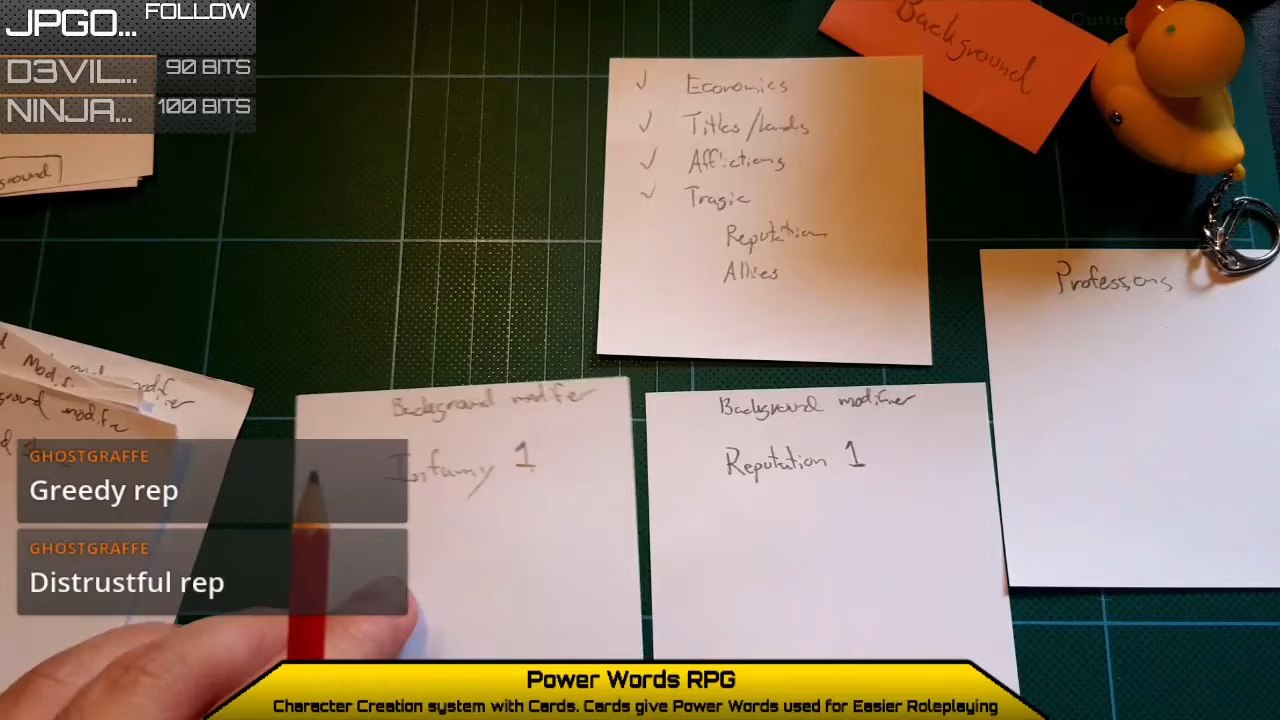 JPGO...
FOLLOW
D3VIL...
90 BITS
NINJA...
100 BITS
Background
✓ Economics
✓ Titles/Lands
✓ Afflictions
✓ Tragic
Reputations
Allies
Professions
Background modifier
Infamy 1
Background modifier
Reputation 1
GHOSTGRAFFE
Greedy rep
GHOSTGRAFFE
Distrustful rep
Power Words RPG
Character Creation system with Cards. Cards give Power Words used for Easier Roleplaying